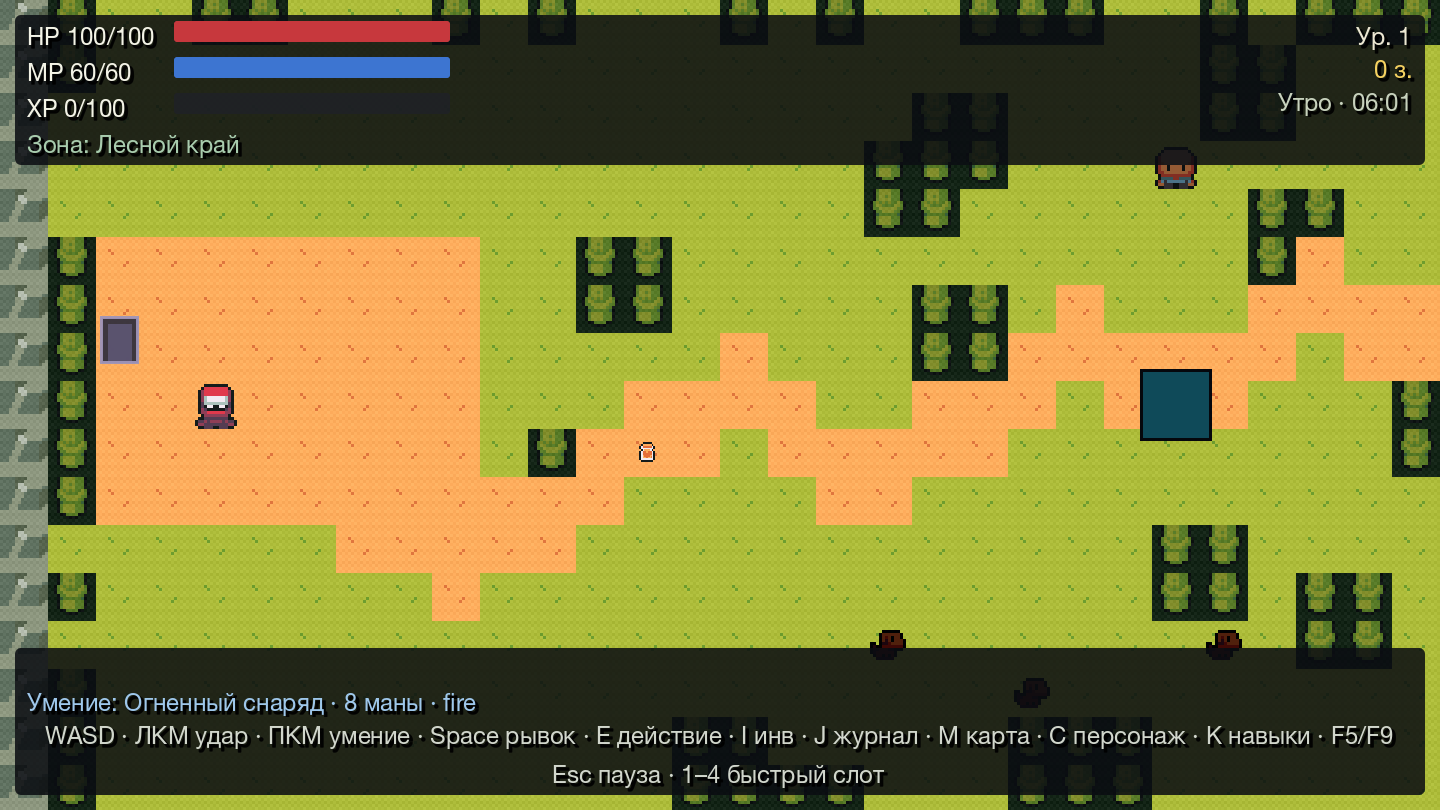 HP 100/100
MP 60/60
XP 0/100
Зона: Лесной край
Ур. 1
0 з.
Утро · 06:01
Умение: Огненный снаряд · 8 маны · fire
WASD · ЛКМ удар · ПКМ умение · Space рывок · E действие · I инв · J журнал · M карта · C персонаж · K навыки · F5/F9
Esc пауза · 1–4 быстрый слот